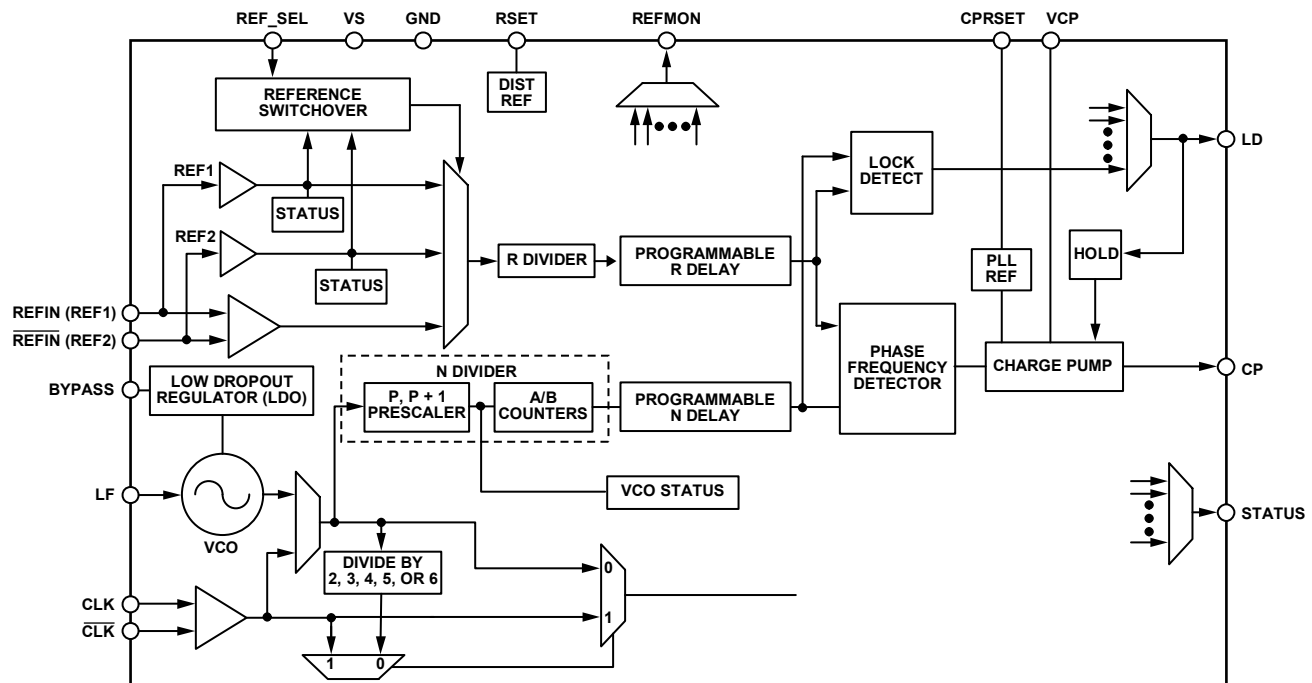 REF_SEL
VS
GND
RSET
REFMON
CPRSET
VCP
REFERENCE
SWITCHOVER
DIST
REF
REF1
STATUS
REF2
STATUS
LOCK
DETECT
LD
R DIVIDER
PROGRAMMABLE
R DELAY
PLL
REF
HOLD
REFIN (REF1)
REFIN (REF2)
BYPASS
LOW DROPOUT
REGULATOR (LDO)
N DIVIDER
P, P + 1
PRESCALER
A/B
COUNTERS
PROGRAMMABLE
N DELAY
PHASE
FREQUENCY
DETECTOR
CHARGE PUMP
CP
LF
VCO
VCO STATUS
STATUS
DIVIDE BY
2, 3, 4, 5, OR 6
0
CLK
CLK
1
1
0